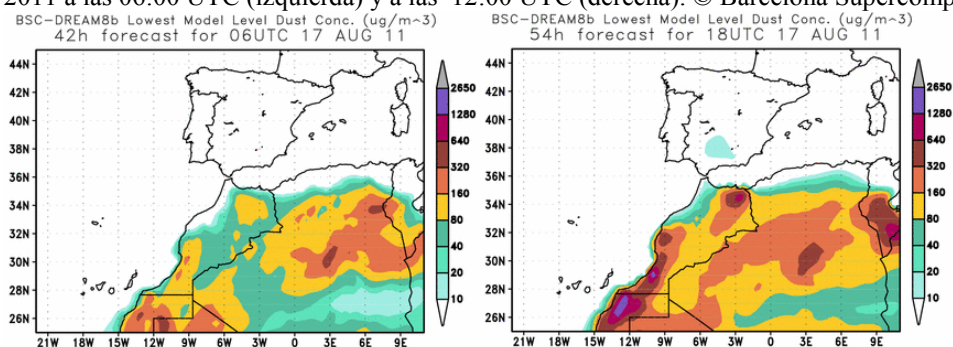 2011 a las 06:00 UTC (izquierda) y a las 12:00 UTC (derecha). © Barcelona Supercomp
BSC-DREAM8b Lowest Model Level Dust Conc. (ug/m^3)
42h forecast for 06UTC 17 AUG 11
44N
42N
40N
38N
36N
34N
32N
30N
28N
26N
21W 18W 15W 12W 9W 6W 3W 0 3E 6E 9E
2650
1280
640
320
160
80
40
20
10
BSC-DREAM8b Lowest Model Level Dust Conc. (ug/m^3)
54h forecast for 18UTC 17 AUG 11
44N
42N
40N
38N
36N
34N
32N
30N
28N
26N
21W 18W 15W 12W 9W 6W 3W 0 3E 6E 9E
2650
1280
640
320
160
80
40
20
10